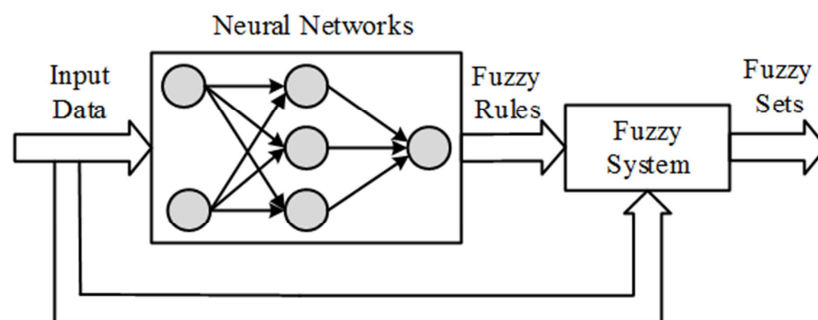 Neural Networks
Input
Data
Fuzzy
Rules
Fuzzy
System
Fuzzy
Sets